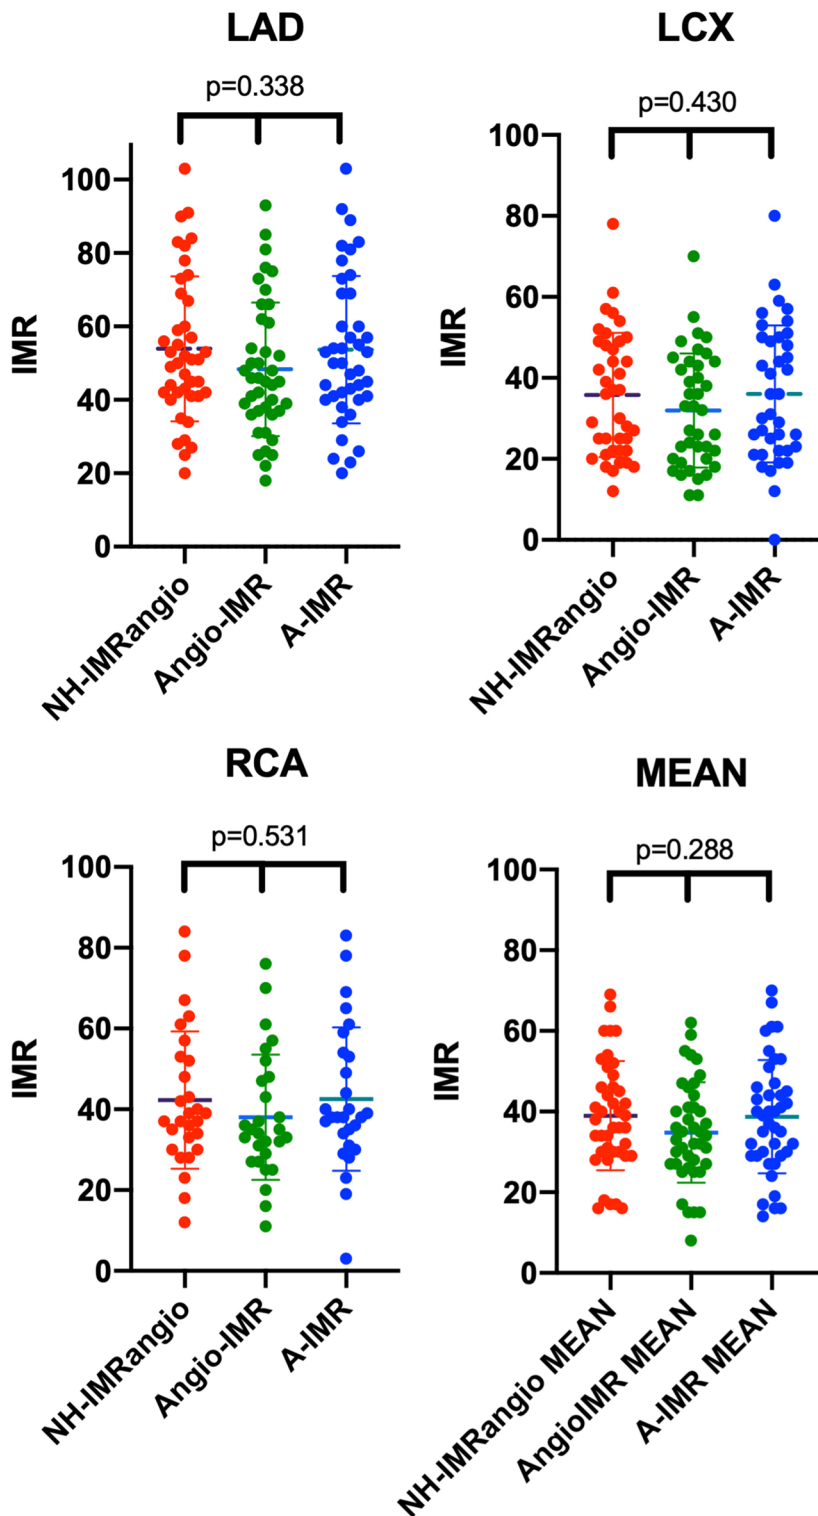 LAD
p=0.338
IMR
100
80
60
40
20
0
NH-IMRangio
Angio-IMR
A-IMR
LCX
p=0.430
IMR
100
80
60
40
20
0
NH-IMRangio
Angio-IMR
A-IMR
RCA
p=0.531
IMR
100
80
60
40
20
0
NH-IMRangio
Angio-IMR
A-IMR
MEAN
p=0.288
IMR
100
80
60
40
20
0
NH-IMRangio MEAN
AngioIMR MEAN
A-IMR MEAN